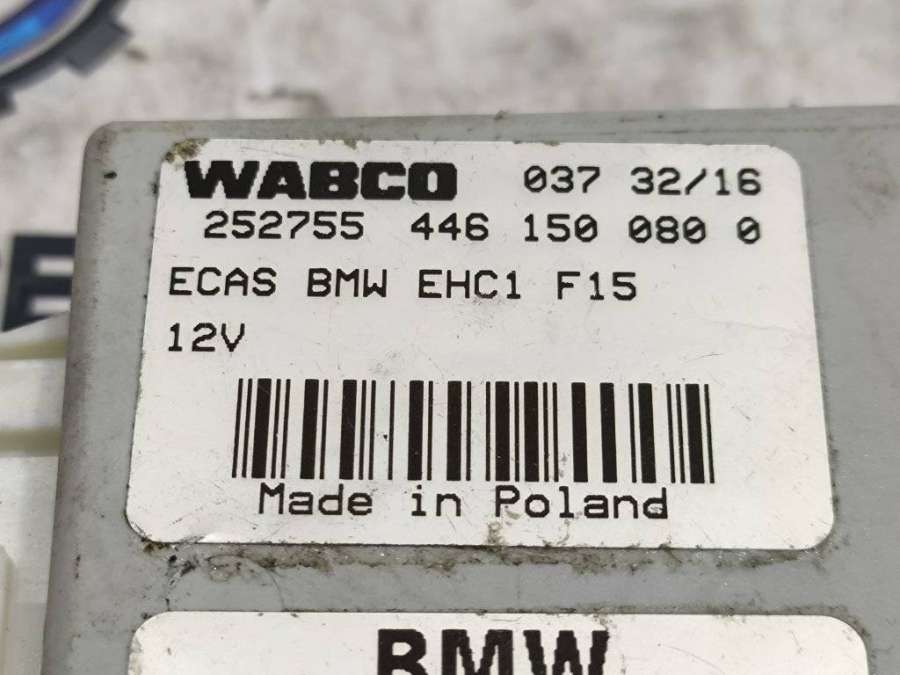 WABCO 037 32/16
252755 446 150 080 0
ECAS BMW EHC1 F15
12V
Made in Poland
BMW